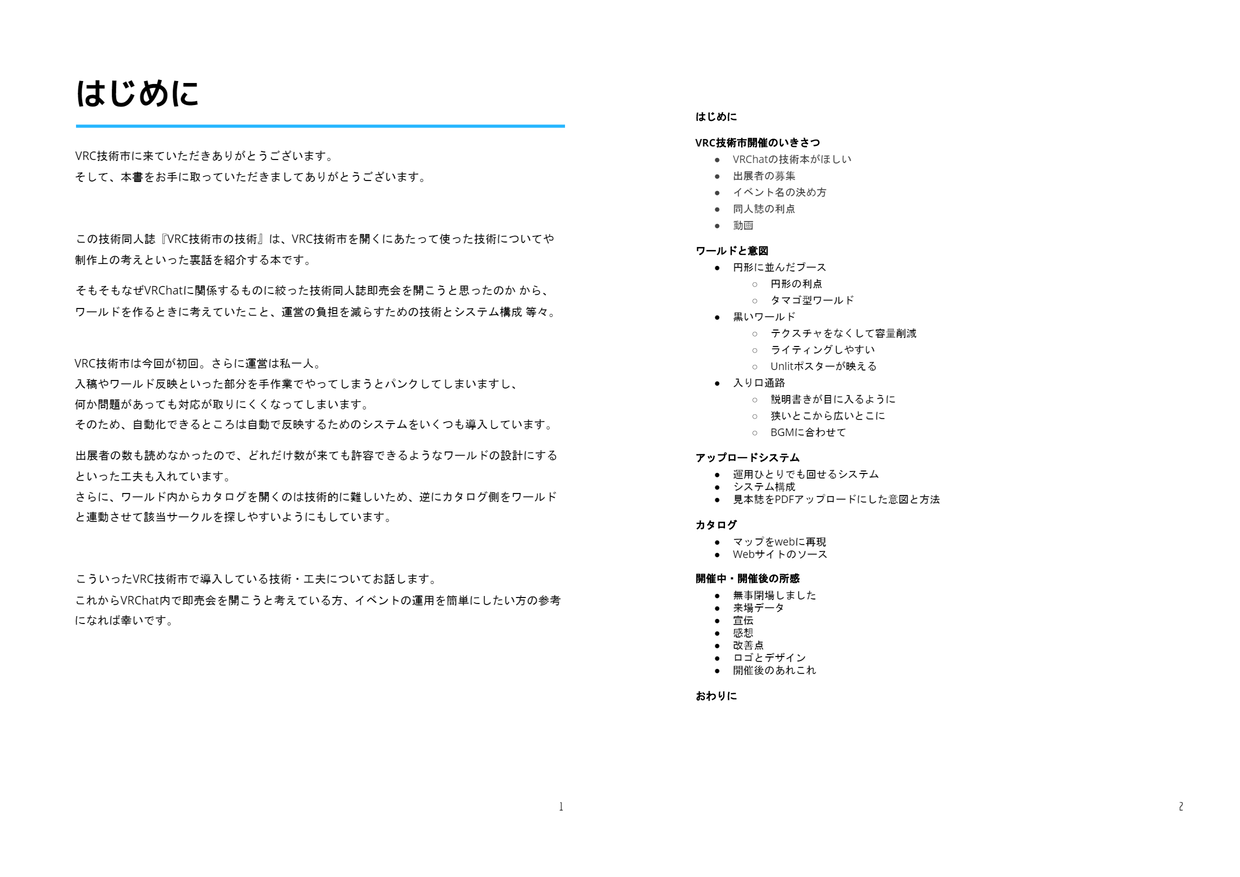 はじめに
VRC技術市に来ていただきありがとうございます。
そして、本書をお手に取っていただきましてありがとうございます。
この技術同人誌『VRC技術市の技術』は、VRC技術市を開くにあたって使った技術についてや
制作上の考えといった裏話を紹介する本です。
そもそもなぜVRChatに関係するものに絞った技術同人誌即売会を開こうと思ったのか から、
ワールドを作るときに考えていたこと、運営の負担を減らすための技術とシステム構成 等々。
VRC技術市は今回が初回。さらに運営は私一人。
入稿やワールド反映といった部分を手作業でやってしまうとパンクしてしまいますし、
何か問題があっても対応が取りにくくなってしまいます。
そのため、自動化できるところは自動で反映するためのシステムをいくつも導入しています。
出展者の数も読めなかったので、どれだけ数が来ても許容できるようなワールドの設計にする
といった工夫も入れています。
さらに、ワールド内からカタログを開くのは技術的に難しいため、逆にカタログ側をワールド
と連動させて該当サークルを探しやすいようにもしています。
こういったVRC技術市で導入している技術・工夫についてお話します。
これからVRChat内で即売会を開こうと考えている方、イベントの運用を簡単にしたい方の参考
になれば幸いです。
1
はじめに
VRC技術市開催のいきさつ
● VRChatの技術本がほしい
● 出展者の募集
● イベント名の決め方
● 同人誌の利点
● 動画
ワールドと意図
● 円形に並んだブース
○ 円形の利点
○ タマゴ型ワールド
● 黒いワールド
○ テクスチャをなくして容量削減
○ ライティングしやすい
○ Unlitポスターが映える
● 入り口通路
○ 説明書きが目に入るように
○ 狭いとこから広いとこに
○ BGMに合わせて
アップロードシステム
● 運用ひとりでも回せるシステム
● システム構成
● 見本誌をPDFアップロードにした意図と方法
カタログ
● マップをwebに再現
● Webサイトのソース
開催中・開催後の所感
● 無事閉場しました
● 来場データ
● 宣伝
● 感想
● 改善点
● ロゴとデザイン
● 開催後のあれこれ
おわりに
2